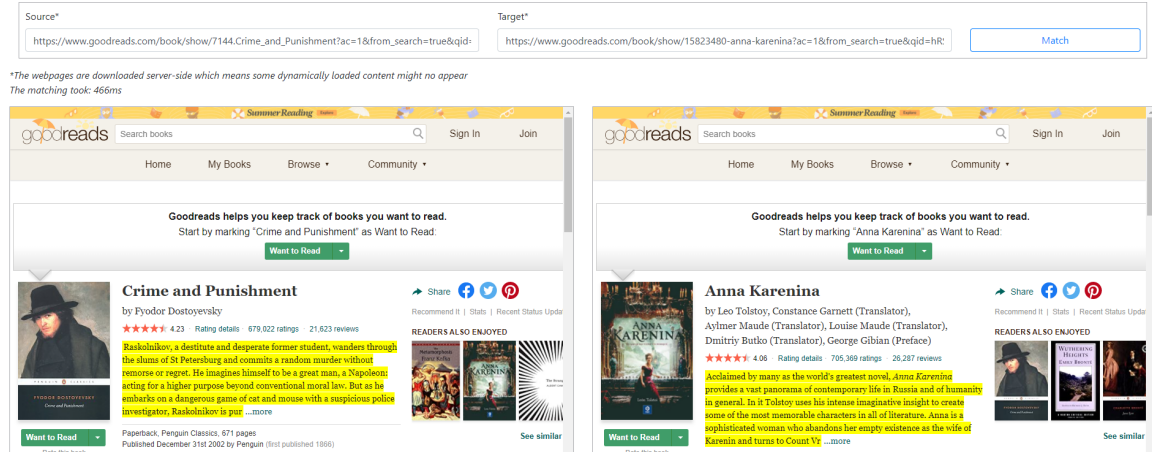 Source*
Target*
https://www.goodreads.com/book/show/7144.Crime_and_Punishment?ac=1&from_search=true&qid=
https://www.goodreads.com/book/show/15823480-anna-karenina?ac=1&from_search=true&qid=hRS
Match
*The webpages are downloaded server-side which means some dynamically loaded content might no appear
The matching took: 466ms
Summer Reading
goodreads
Search books
Sign In
Join
Home
My Books
Browse ▾
Community ▾
Goodreads helps you keep track of books you want to read.
Start by marking “Crime and Punishment” as Want to Read:
Want to Read
Crime and Punishment
by Fyodor Dostoyevsky
4.23 · Rating details · 679,022 ratings · 21,623 reviews
Raskolnikov, a destitute and desperate former student, wanders through
the slums of St Petersburg and commits a random murder without
remorse or regret. He imagines himself to be a great man, a Napoleon:
acting for a higher purpose beyond conventional moral law. But as he
embarks on a dangerous game of cat and mouse with a suspicious police
investigator, Raskolnikov is pur ...more
Paperback, Penguin Classics, 671 pages
Published December 31st 2002 by Penguin (first published 1866)
PENGUIN CLASSICS
FYODOR DOSTOYEVSKY
Crime and Punishment
Want to Read
Share
Recommend It | Stats | Recent Status Upda
READERS ALSO ENJOYED
See similar
Summer Reading
goodreads
Search books
Sign In
Join
Home
My Books
Browse ▾
Community ▾
Goodreads helps you keep track of books you want to read.
Start by marking “Anna Karenina” as Want to Read:
Want to Read
ANNA
KARENINA
Want to Read
Anna Karenina
by Leo Tolstoy, Constance Garnett (Translator),
Aylmer Maude (Translator), Louise Maude (Translator),
Dmitriy Butko (Translator), George Gibian (Preface)
4.06 · Rating details · 705,369 ratings · 26,287 reviews
Acclaimed by many as the world's greatest novel, Anna Karenina
provides a vast panorama of contemporary life in Russia and of humanity
in general. In it Tolstoy uses his intense imaginative insight to create
some of the most memorable characters in all of literature. Anna is a
sophisticated woman who abandons her empty existence as the wife of
Karenin and turns to Count Vr ...more
Share
Recommend It | Stats | Recent Status Upda
READERS ALSO ENJOYED
WUTHERING
HEIGHTS
EMILY BRONTE
See similar